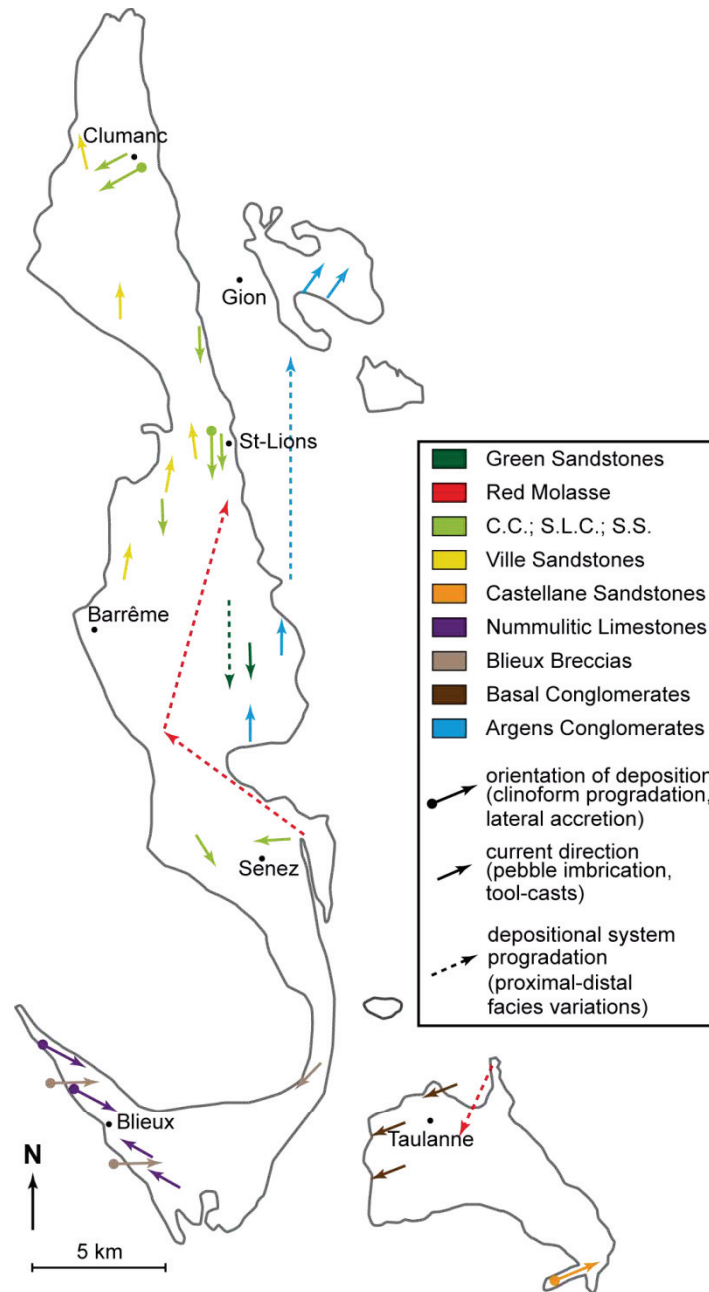 Clumanc
Gion
St-Lions
Barrême
Senez
Blieux
Taulanne
N
5 km
Green Sandstones
Red Molasse
C.C.; S.L.C.; S.S.
Ville Sandstones
Castellane Sandstones
Nummulitic Limestones
Blieux Breccias
Basal Conglomerates
Argens Conglomerates
orientation of deposition
(clinoform progradation,
lateral accretion)
current direction
(pebble imbrication,
tool-casts)
depositional system
progradation
(proximal-distal
facies variations)